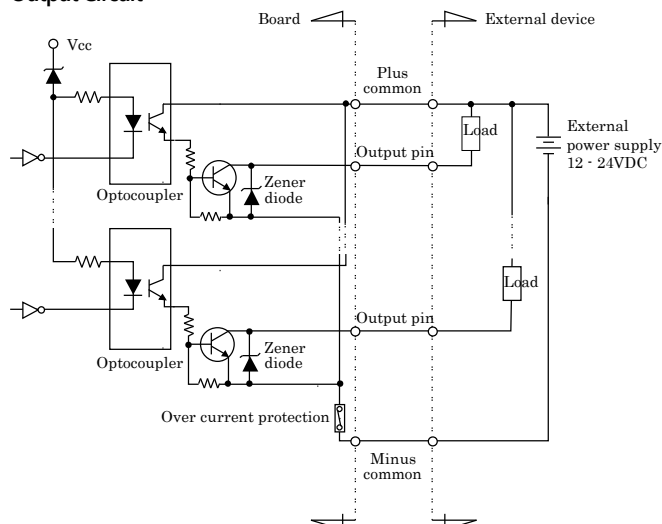 Output Circuit
Board
External device
Vcc
Plus
common
Load
External
power supply
12 - 24VDC
Output pin
Optocoupler
Zener
diode
Load
Output pin
Optocoupler
Zener
diode
Over current protection
Minus
common